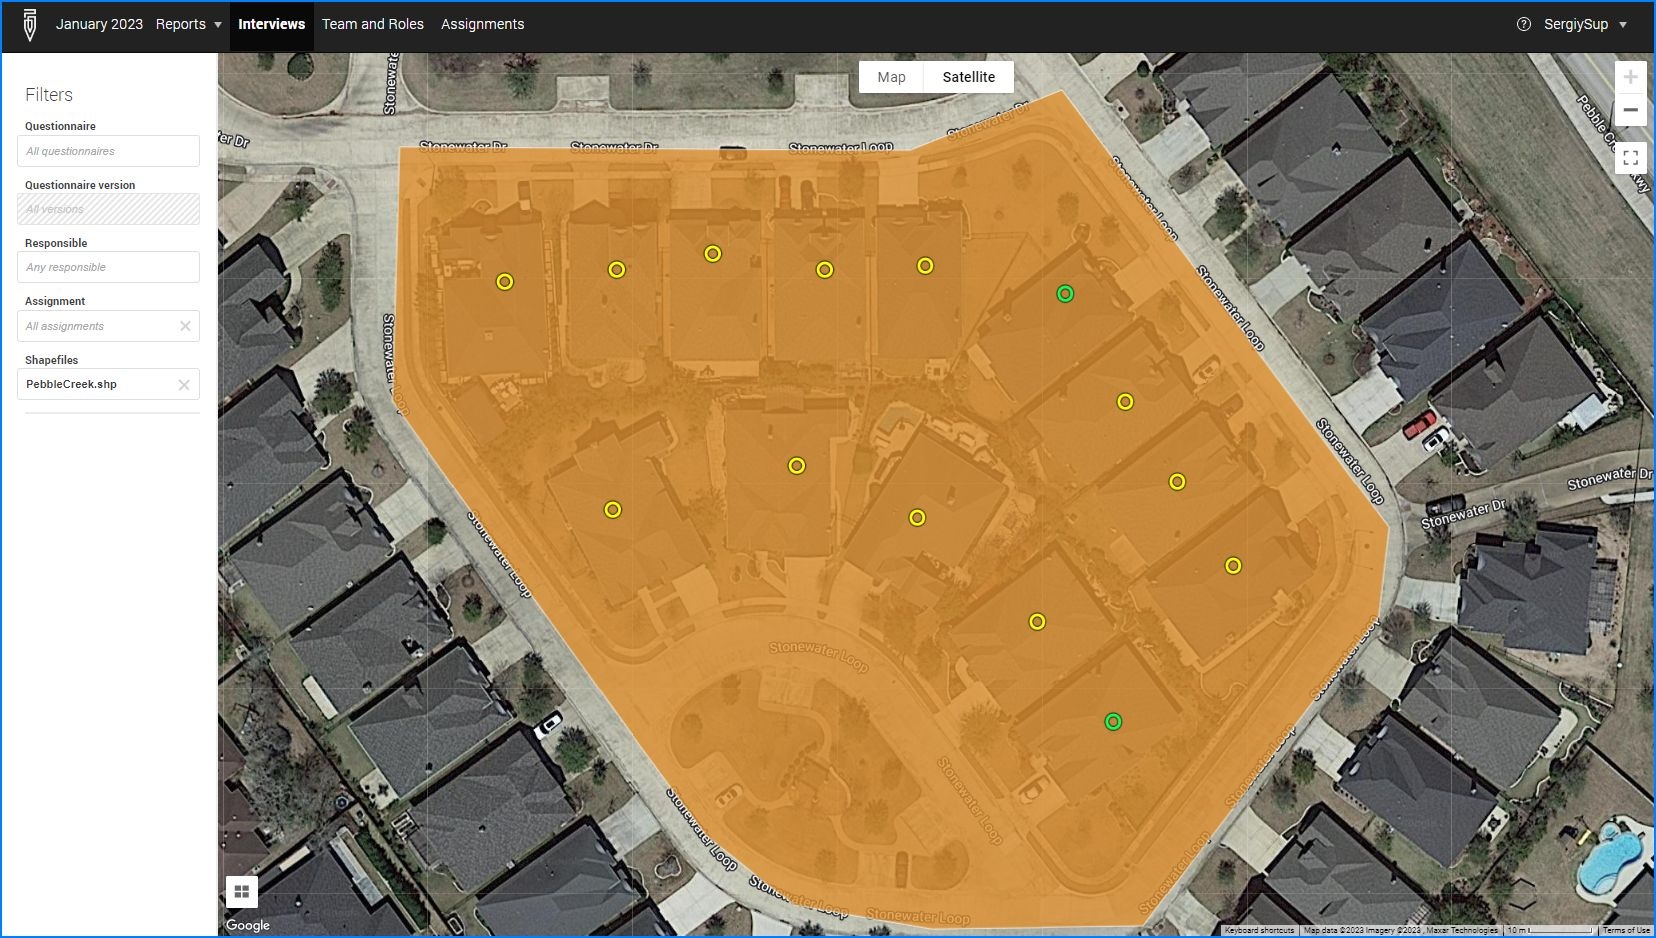 January 2023
Reports
Interviews
Team and Roles
Assignments
SergiySup
Filters
Questionnaire
All questionnaires
Questionnaire version
All versions
Responsible
Any responsible
Assignment
All assignments
Shapefiles
PebbleCreek.shp
Map
Satellite
Stonewater Dr
Stonewater Dr
Stonewater Loop
Stonewater Dr
Stonewater Loop
Stonewater Loop
Stonewater Loop
Stonewater Loop
Stonewater Dr
Stonewater Dr
Stonewater Loop
Stonewater Loop
Stonewater Loop
Stonewater Loop
Stonewater Loop
Stonewater Loop
Stonewater Loop
Stonewater Loop
Stonewater Loop
Stonewater Loop
Stonewater Loop
Google
Keyboard shortcuts
Map data ©2023 Imagery ©2023 , Maxar Technologies
10 m
Terms of Use